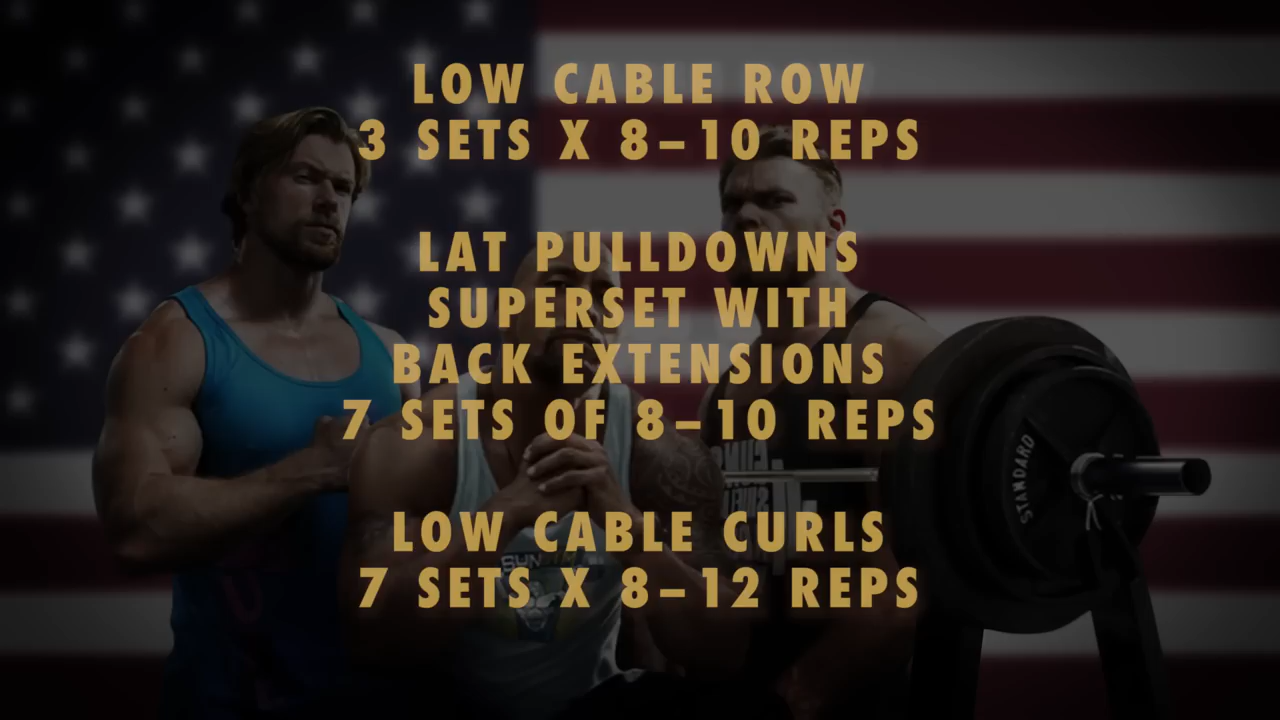 LOW CABLE ROW
3 SETS X 8–10 REPS
LAT PULLDOWNS
SUPERSET WITH
BACK EXTENSIONS
7 SETS OF 8–10 REPS
LOW CABLE CURLS
7 SETS X 8–12 REPS
STANDARD